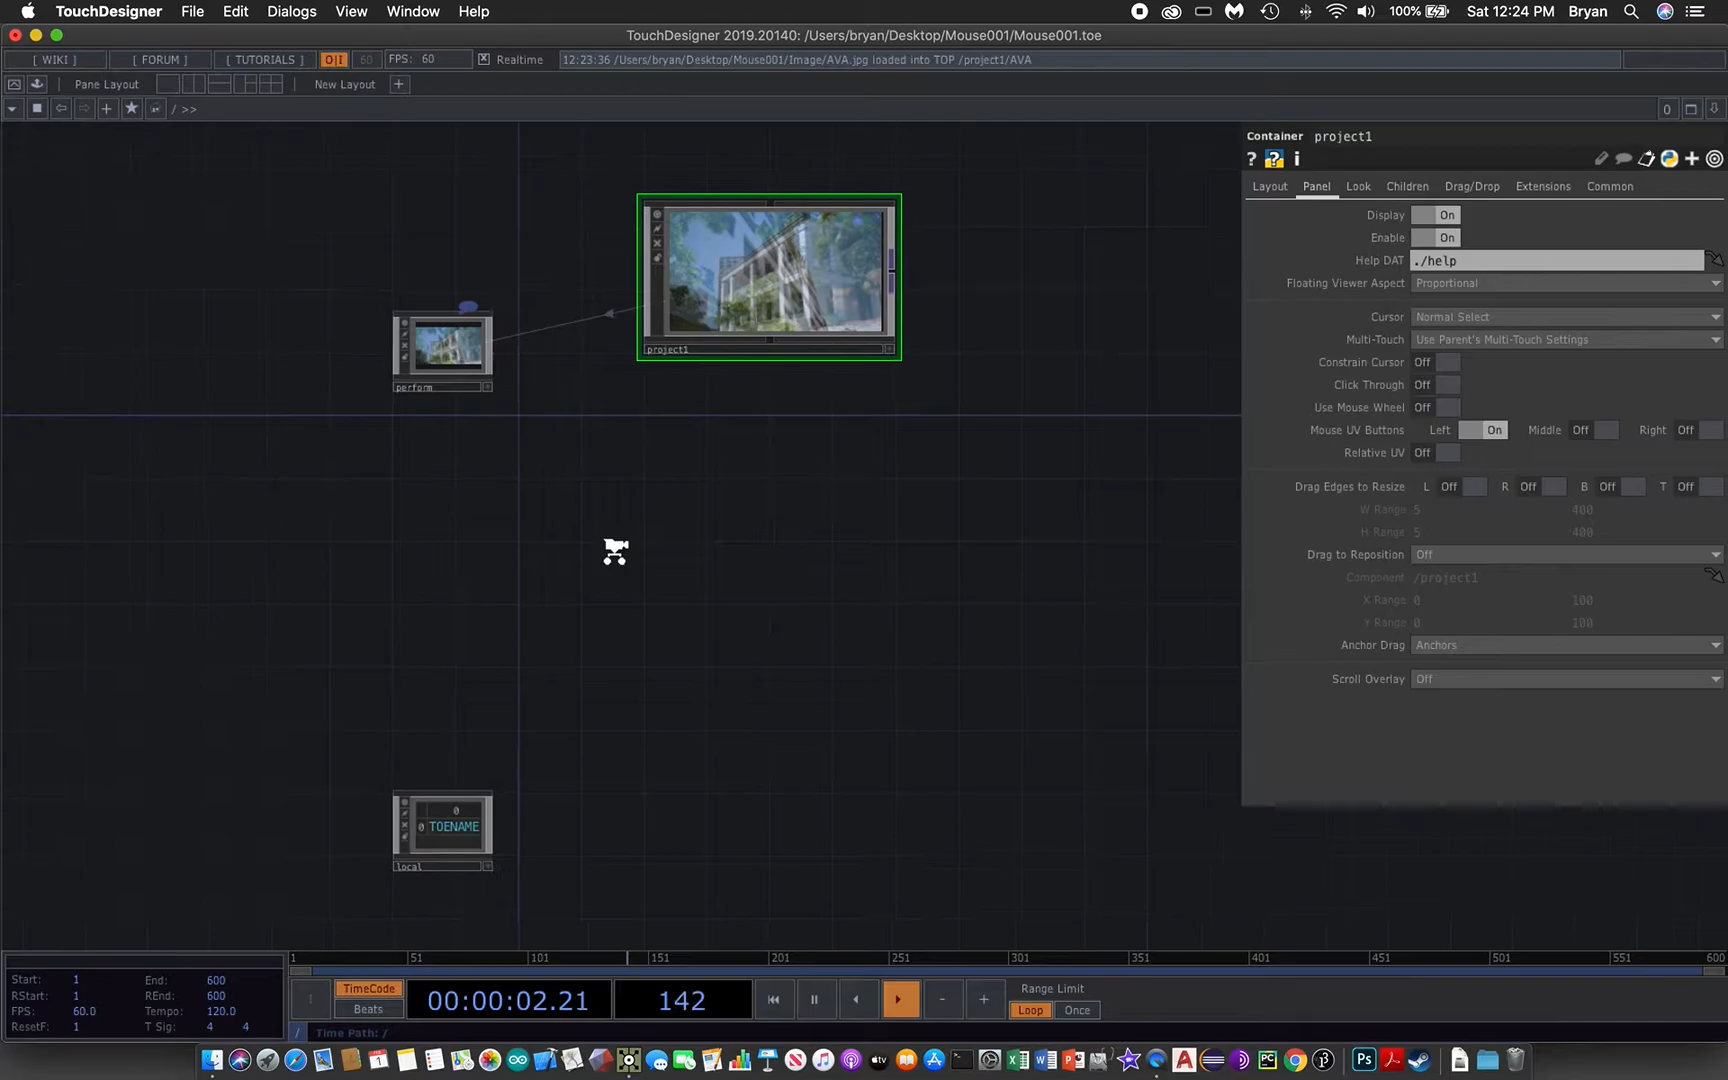 TouchDesigner File Edit Dialogs View Window Help 100% Sat 12:24 PM Bryan
TouchDesigner 2019.20140: /Users/bryan/Desktop/Mouse001/Mouse001.toe
[ WIKI ] [ FORUM ] [ TUTORIALS ] O|I 60 FPS: 60 Realtime 12:23:36 /Users/bryan/Desktop/Mouse001/Image/AVA.jpg loaded into TOP /project1/AVA
Pane Layout New Layout +
/ >> 0
Container project1
? ? i
Layout Panel Look Children Drag/Drop Extensions Common
Display On
Enable On
Help DAT ./help
Floating Viewer Aspect Proportional
Cursor Normal Select
Multi-Touch Use Parent's Multi-Touch Settings
Constrain Cursor Off
Click Through Off
Use Mouse Wheel Off
Mouse UV Buttons Left On Middle Off Right Off
Relative UV Off
Drag Edges to Resize L Off R Off B Off T Off
W Range 5 400
H Range 5 400
Drag to Reposition Off
Component /project1
X Range 0 100
Y Range 0 100
Anchor Drag Anchors
Scroll Overlay Off
project1
perform
0
0 TOENAME
local
1 51 101 151 201 251 301 351 401 451 501 551 600
Start: 1 End: 600
RStart: 1 REnd: 600
FPS: 60.0 Tempo: 120.0
ResetF: 1 T Sig: 4 4
TimeCode
Beats
00:00:02.21 142
- +
Range Limit
Loop Once
/ Time Path: /